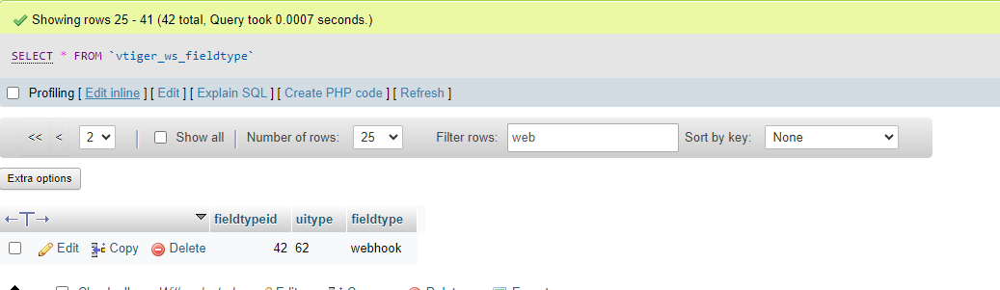 Showing rows 25 - 41 (42 total, Query took 0.0007 seconds.)
SELECT * FROM `vtiger_ws_fieldtype`
Profiling [ Edit inline ] [ Edit ] [ Explain SQL ] [ Create PHP code ] [ Refresh ]
<< < 2 Show all Number of rows: 25 Filter rows: web Sort by key: None
Extra options
←T→ fieldtypeid uitype fieldtype
Edit Copy Delete 42 62 webhook